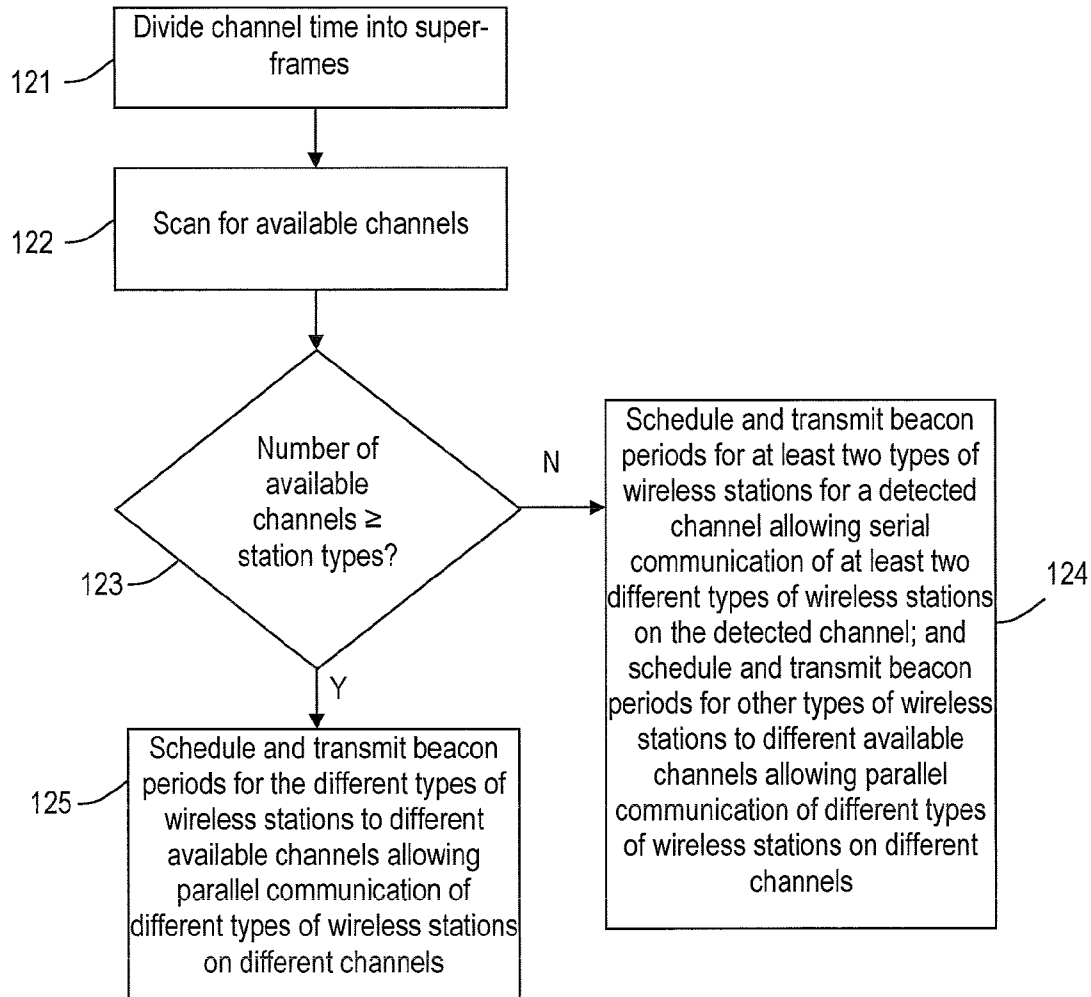 Divide channel time into super-
frames
121
Scan for available channels
122
Number of
available
channels ≥
station types?
123
N
Schedule and transmit beacon
periods for at least two types of
wireless stations for a detected
channel allowing serial
communication of at least two
different types of wireless stations
on the detected channel; and
schedule and transmit beacon
periods for other types of wireless
stations to different available
channels allowing parallel
communication of different types
of wireless stations on different
channels
124
Y
Schedule and transmit beacon
periods for the different types of
wireless stations to different
available channels allowing
parallel communication of
different types of wireless stations
on different channels
125